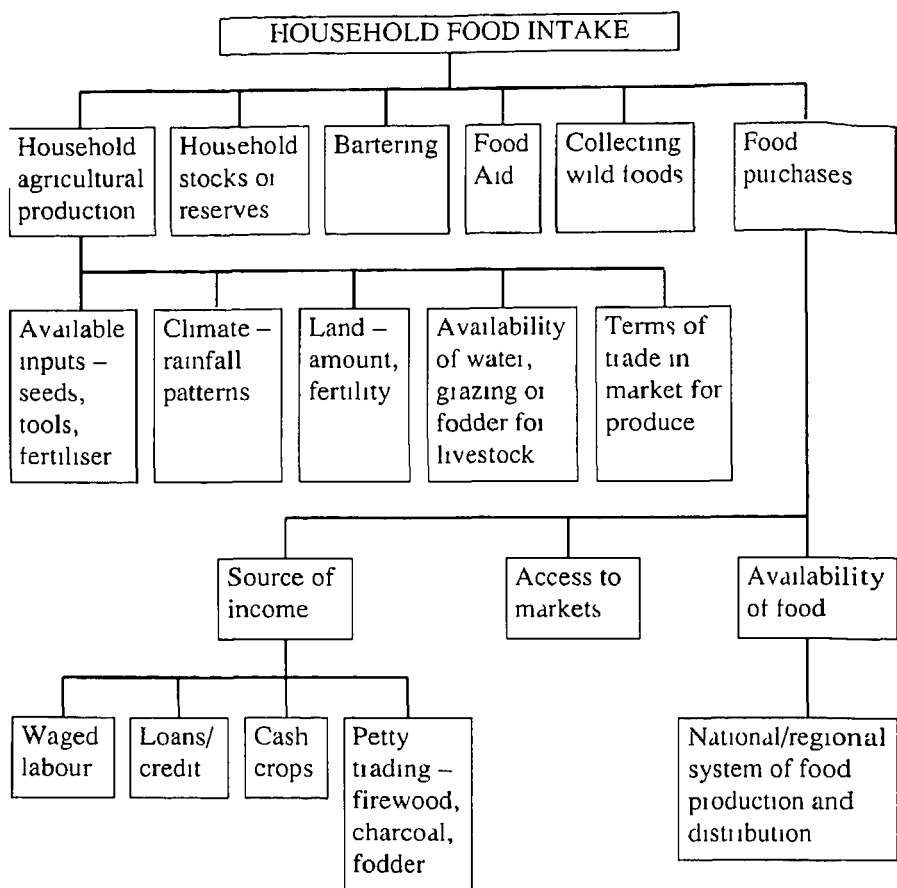 HOUSEHOLD FOOD INTAKE
Household
agricultural
production
Household
stocks or
reserves
Bartering
Food
Aid
Collecting
wild foods
Food
purchases
Available
inputs –
seeds,
tools,
fertiliser
Climate –
rainfall
patterns
Land –
amount,
fertility
Availability
of water,
grazing or
fodder for
livestock
Terms of
trade in
market for
produce
Source of
income
Access to
markets
Availability
of food
Waged
labour
Loans/
credit
Cash
crops
Petty
trading –
firewood,
charcoal,
fodder
National/regional
system of food
production and
distribution